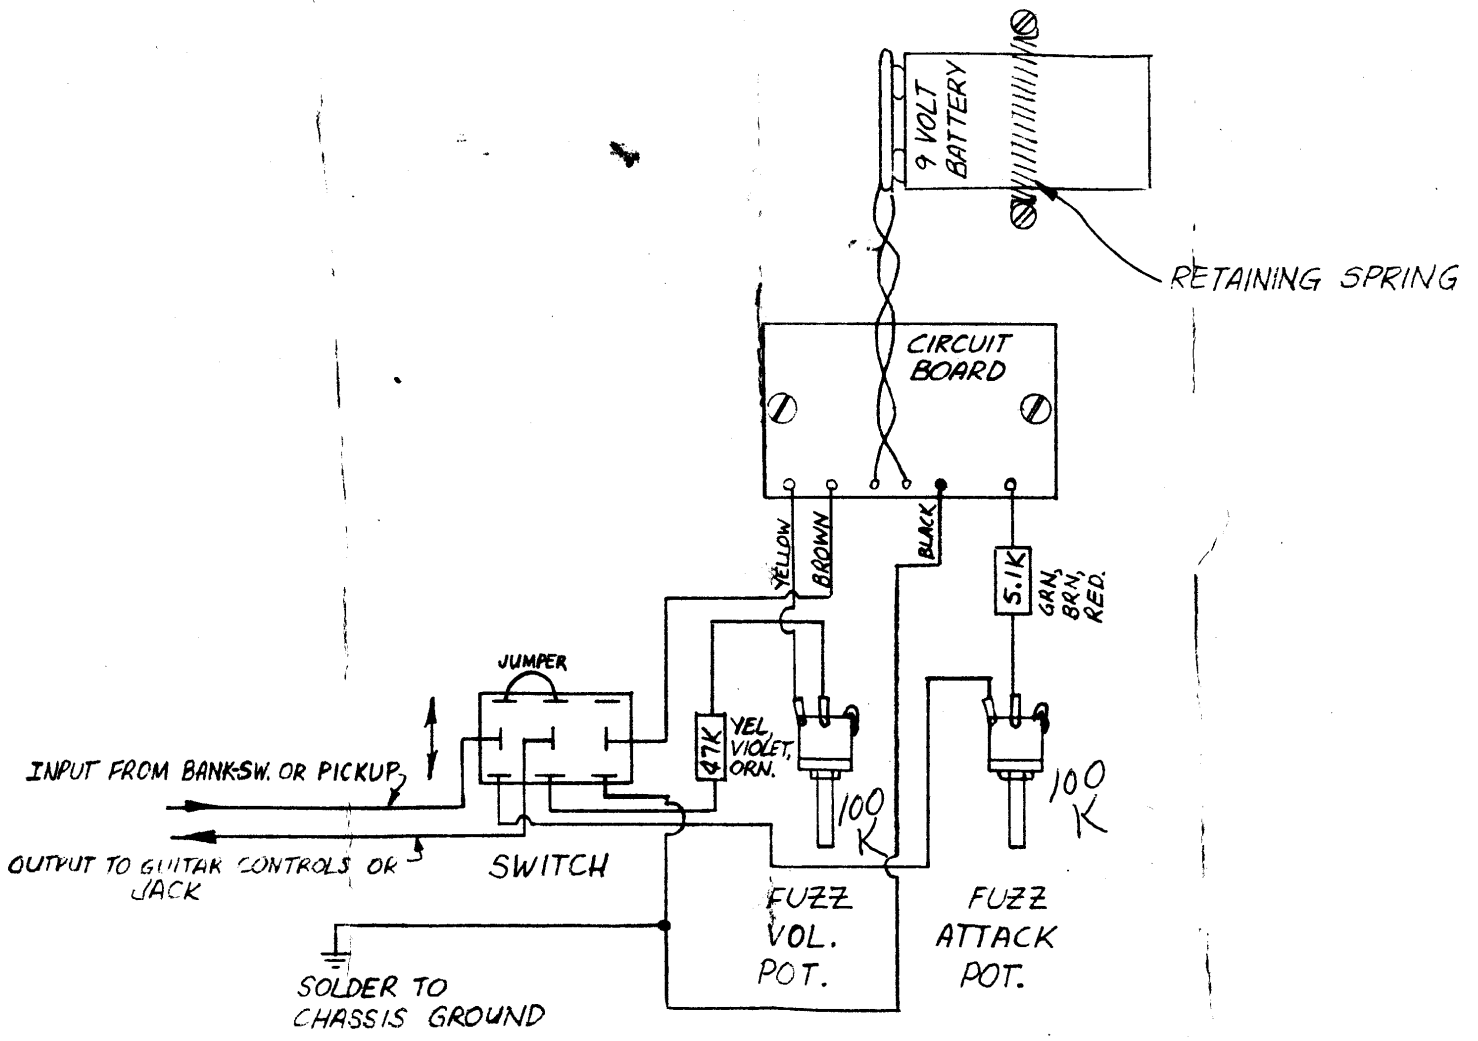 9 VOLT
BATTERY
RETAINING SPRING
CIRCUIT
BOARD
YELLOW
BROWN
BLACK
5.1K
GRN,
BRN,
RED.
JUMPER
47K
YEL,
VIOLET,
ORN.
INPUT FROM BANK-SW. OR PICKUP
100
K
100
K
OUTPUT TO GUITAR CONTROLS OR
JACK
SWITCH
FUZZ
VOL.
POT.
FUZZ
ATTACK
POT.
SOLDER TO
CHASSIS GROUND